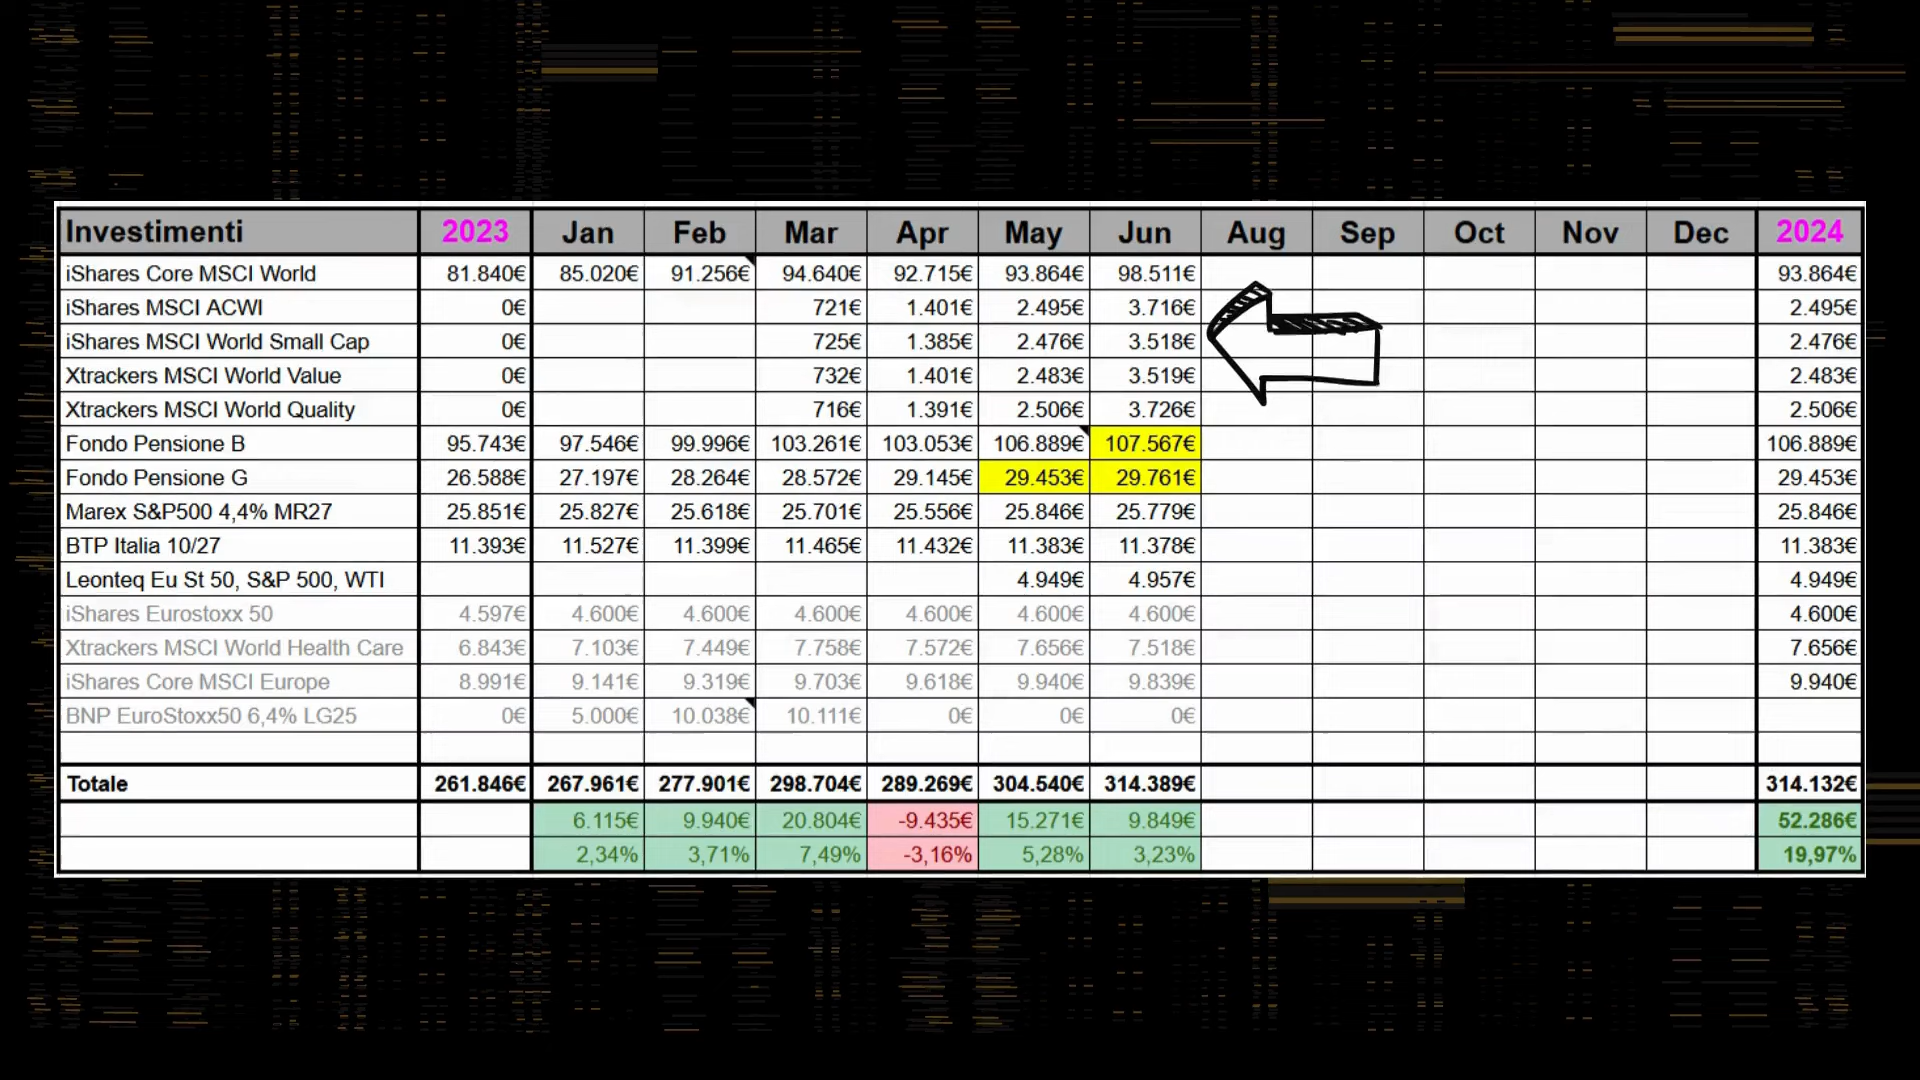 Investimenti 2023 Jan Feb Mar Apr May Jun Aug Sep Oct Nov Dec 2024
iShares Core MSCI World 81.840€ 85.020€ 91.256€ 94.640€ 92.715€ 93.864€ 98.511€ 93.864€
iShares MSCI ACWI 0€ 721€ 1.401€ 2.495€ 3.716€ 2.495€
iShares MSCI World Small Cap 0€ 725€ 1.385€ 2.476€ 3.518€ 2.476€
Xtrackers MSCI World Value 0€ 732€ 1.401€ 2.483€ 3.519€ 2.483€
Xtrackers MSCI World Quality 0€ 716€ 1.391€ 2.506€ 3.726€ 2.506€
Fondo Pensione B 95.743€ 97.546€ 99.996€ 103.261€ 103.053€ 106.889€ 107.567€ 106.889€
Fondo Pensione G 26.588€ 27.197€ 28.264€ 28.572€ 29.145€ 29.453€ 29.761€ 29.453€
Marex S&P500 4,4% MR27 25.851€ 25.827€ 25.618€ 25.701€ 25.556€ 25.846€ 25.779€ 25.846€
BTP Italia 10/27 11.393€ 11.527€ 11.399€ 11.465€ 11.432€ 11.383€ 11.378€ 11.383€
Leonteq Eu St 50, S&P 500, WTI 4.949€ 4.957€ 4.949€
iShares Eurostoxx 50 4.597€ 4.600€ 4.600€ 4.600€ 4.600€ 4.600€ 4.600€ 4.600€
Xtrackers MSCI World Health Care 6.843€ 7.103€ 7.449€ 7.758€ 7.572€ 7.656€ 7.518€ 7.656€
iShares Core MSCI Europe 8.991€ 9.141€ 9.319€ 9.703€ 9.618€ 9.940€ 9.839€ 9.940€
BNP EuroStoxx50 6,4% LG25 0€ 5.000€ 10.038€ 10.111€ 0€ 0€ 0€
Totale 261.846€ 267.961€ 277.901€ 298.704€ 289.269€ 304.540€ 314.389€ 314.132€
6.115€ 9.940€ 20.804€ -9.435€ 15.271€ 9.849€ 52.286€
2,34% 3,71% 7,49% -3,16% 5,28% 3,23% 19,97%